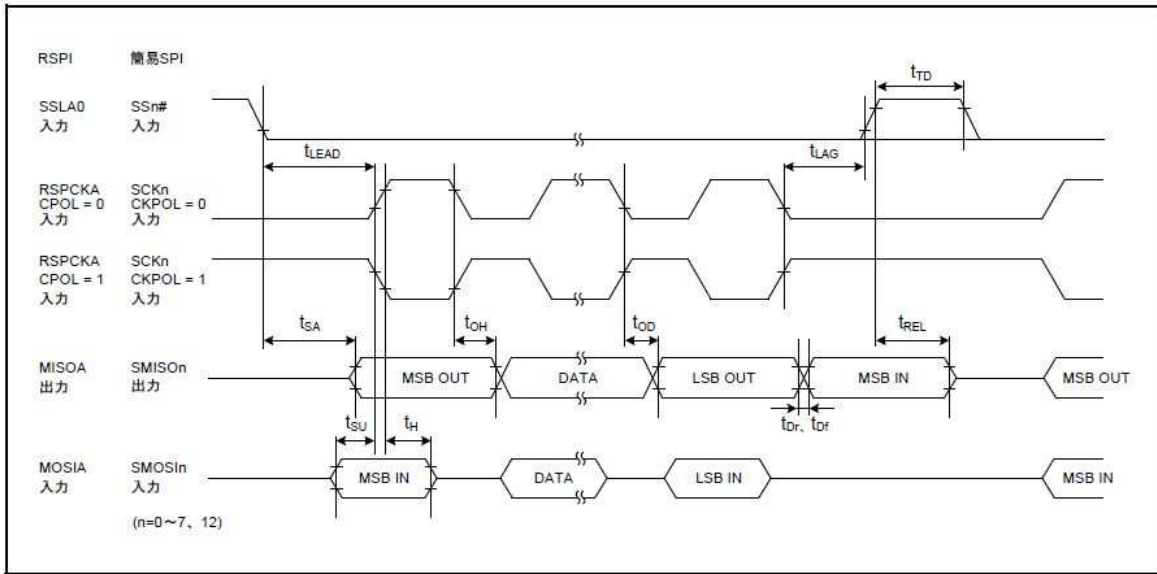 RSPI 簡易SPI
t_TD
SSLA0 SSn#
入力 入力
t_LEAD t_LAG
RSPCKA SCKn
CPOL = 0 CKPOL = 0
入力 入力
RSPCKA SCKn
CPOL = 1 CKPOL = 1
入力 入力
t_SA t_OH t_OD t_REL
MISOA SMISOn MSB OUT DATA LSB OUT MSB IN MSB OUT
出力 出力
t_SU t_H t_Dr、t_Df
MOSIA SMOSIn MSB IN DATA LSB IN MSB IN
入力 入力
(n=0～7、12)